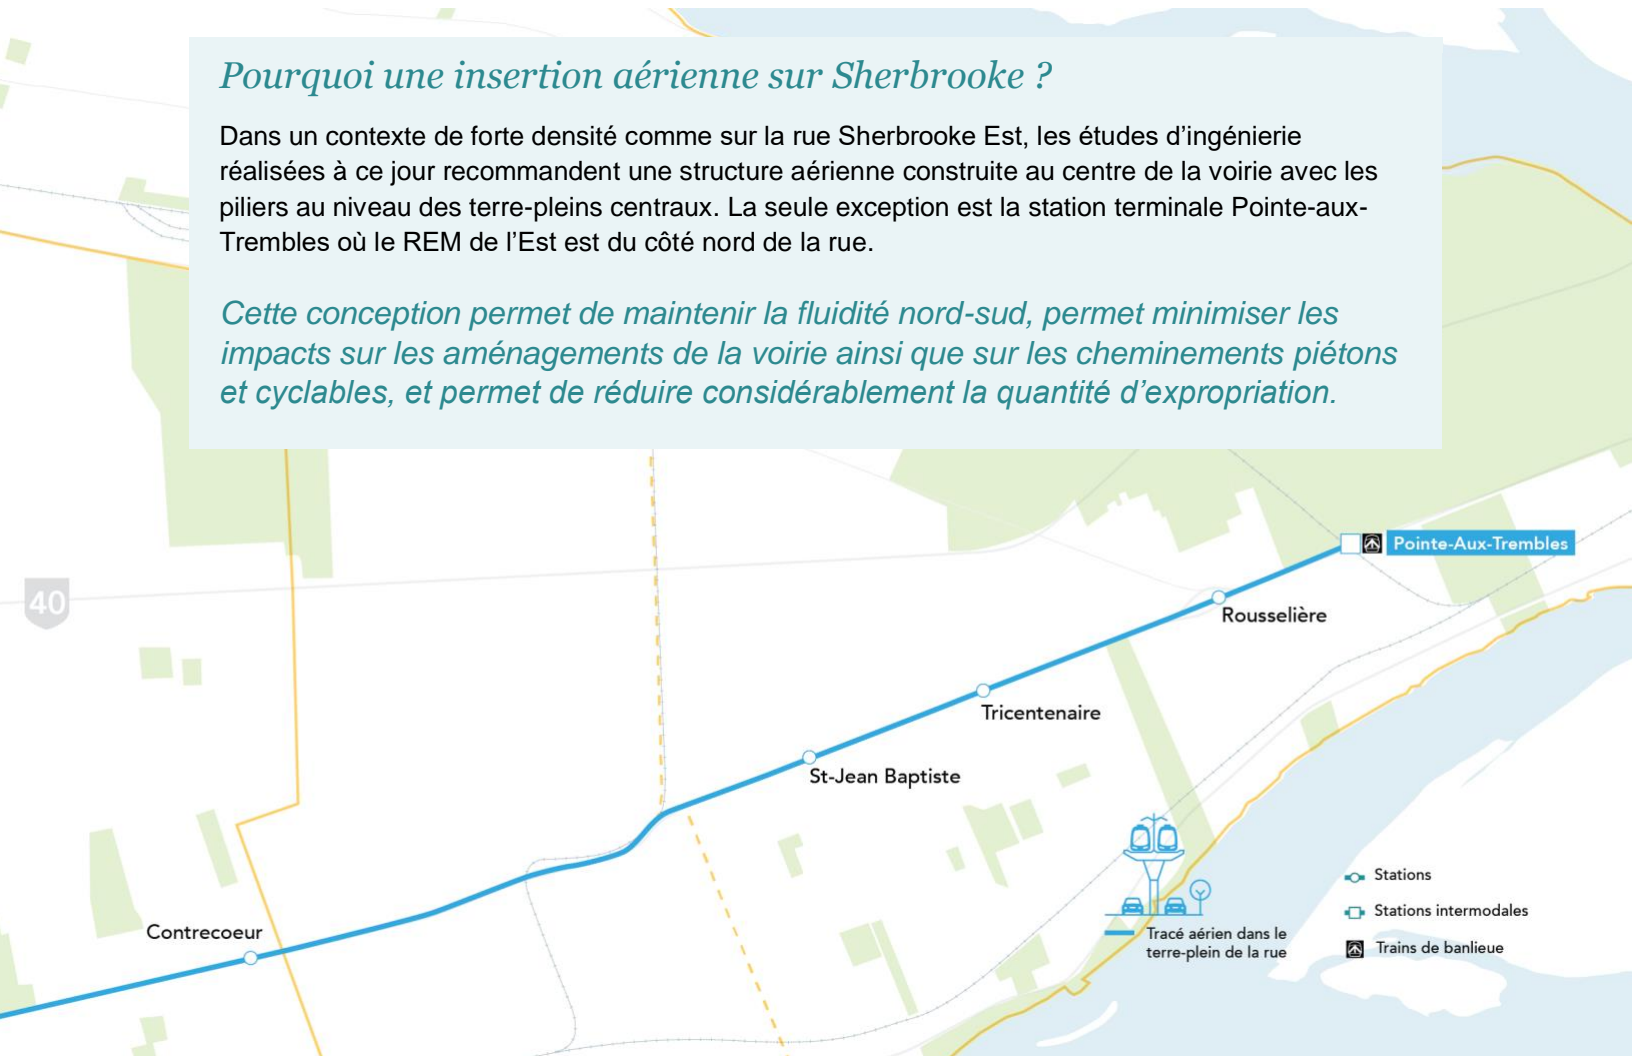 Pourquoi une insertion aérienne sur Sherbrooke ?
Dans un contexte de forte densité comme sur la rue Sherbrooke Est, les études d’ingénierie
réalisées à ce jour recommandent une structure aérienne construite au centre de la voirie avec les
piliers au niveau des terre-pleins centraux. La seule exception est la station terminale Pointe-aux-
Trembles où le REM de l’Est est du côté nord de la rue.
Cette conception permet de maintenir la fluidité nord-sud, permet minimiser les
impacts sur les aménagements de la voirie ainsi que sur les cheminements piétons
et cyclables, et permet de réduire considérablement la quantité d’expropriation.
Pointe-Aux-Trembles
40
Rousselière
Tricentenaire
St-Jean Baptiste
Contrecoeur
Tracé aérien dans le
terre-plein de la rue
Stations
Stations intermodales
Trains de banlieue